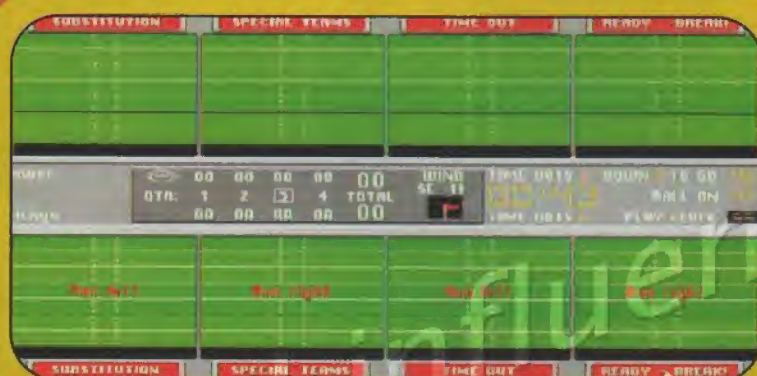 SUBSTITUTION SPECIAL TEAMS TIME OUT READY BREAK!
00 00 00 00 00 WIND TIME OUTS DOWN TO GO
QTR: 1 2 3 4 TOTAL SE BALL ON
00 00 00 00 00 TIME OUTS PLAY CLOCK
Run left Run right Run left Run right
influen
SUBSTITUTION SPECIAL TEAMS TIME OUT READY BREAK!